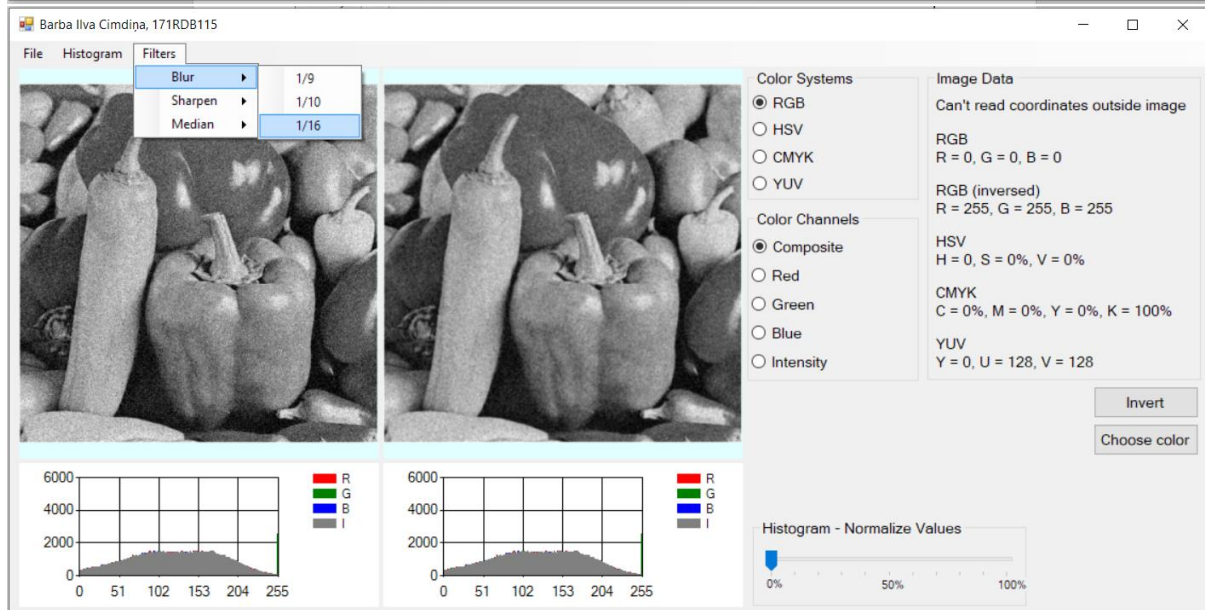 Barba Ilva Cimdiņa, 171RDB115
File Histogram Filters
Blur
Sharpen
Median
1/9
1/10
1/16
Color Systems
RGB
HSV
CMYK
YUV
Color Channels
Composite
Red
Green
Blue
Intensity
Image Data
Can't read coordinates outside image
RGB
R = 0, G = 0, B = 0
RGB (inversed)
R = 255, G = 255, B = 255
HSV
H = 0, S = 0%, V = 0%
CMYK
C = 0%, M = 0%, Y = 0%, K = 100%
YUV
Y = 0, U = 128, V = 128
Invert
Choose color
6000
4000
2000
0
0 51 102 153 204 255
R
G
B
I
6000
4000
2000
0
0 51 102 153 204 255
R
G
B
I
Histogram - Normalize Values
0% 50% 100%